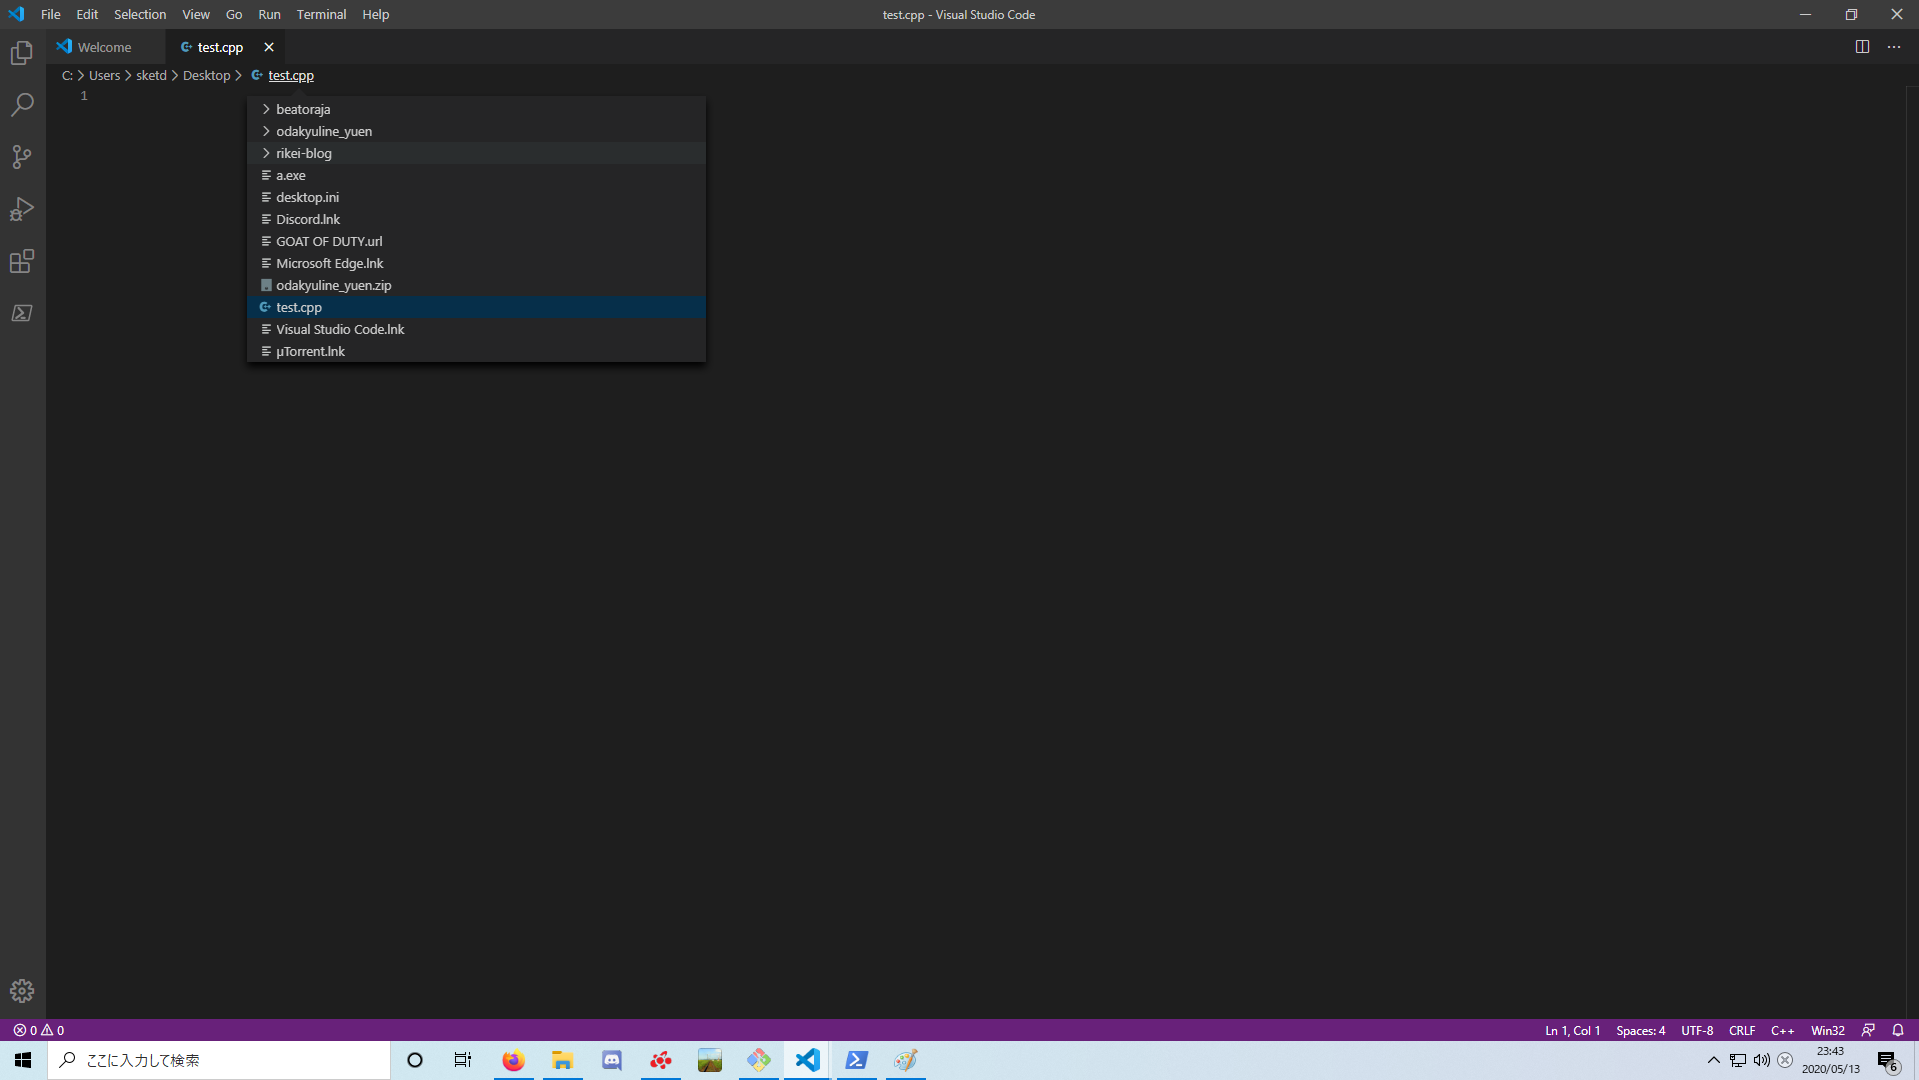 File Edit Selection View Go Run Terminal Help
test.cpp - Visual Studio Code
Welcome
test.cpp
C: > Users > sketd > Desktop > test.cpp
1
beatoraja
odakyuline_yuen
rikei-blog
a.exe
desktop.ini
Discord.lnk
GOAT OF DUTY.url
Microsoft Edge.lnk
odakyuline_yuen.zip
test.cpp
Visual Studio Code.lnk
µTorrent.lnk
0 0
Ln 1, Col 1 Spaces: 4 UTF-8 CRLF C++ Win32
ここに入力して検索
23:43
2020/05/13
6